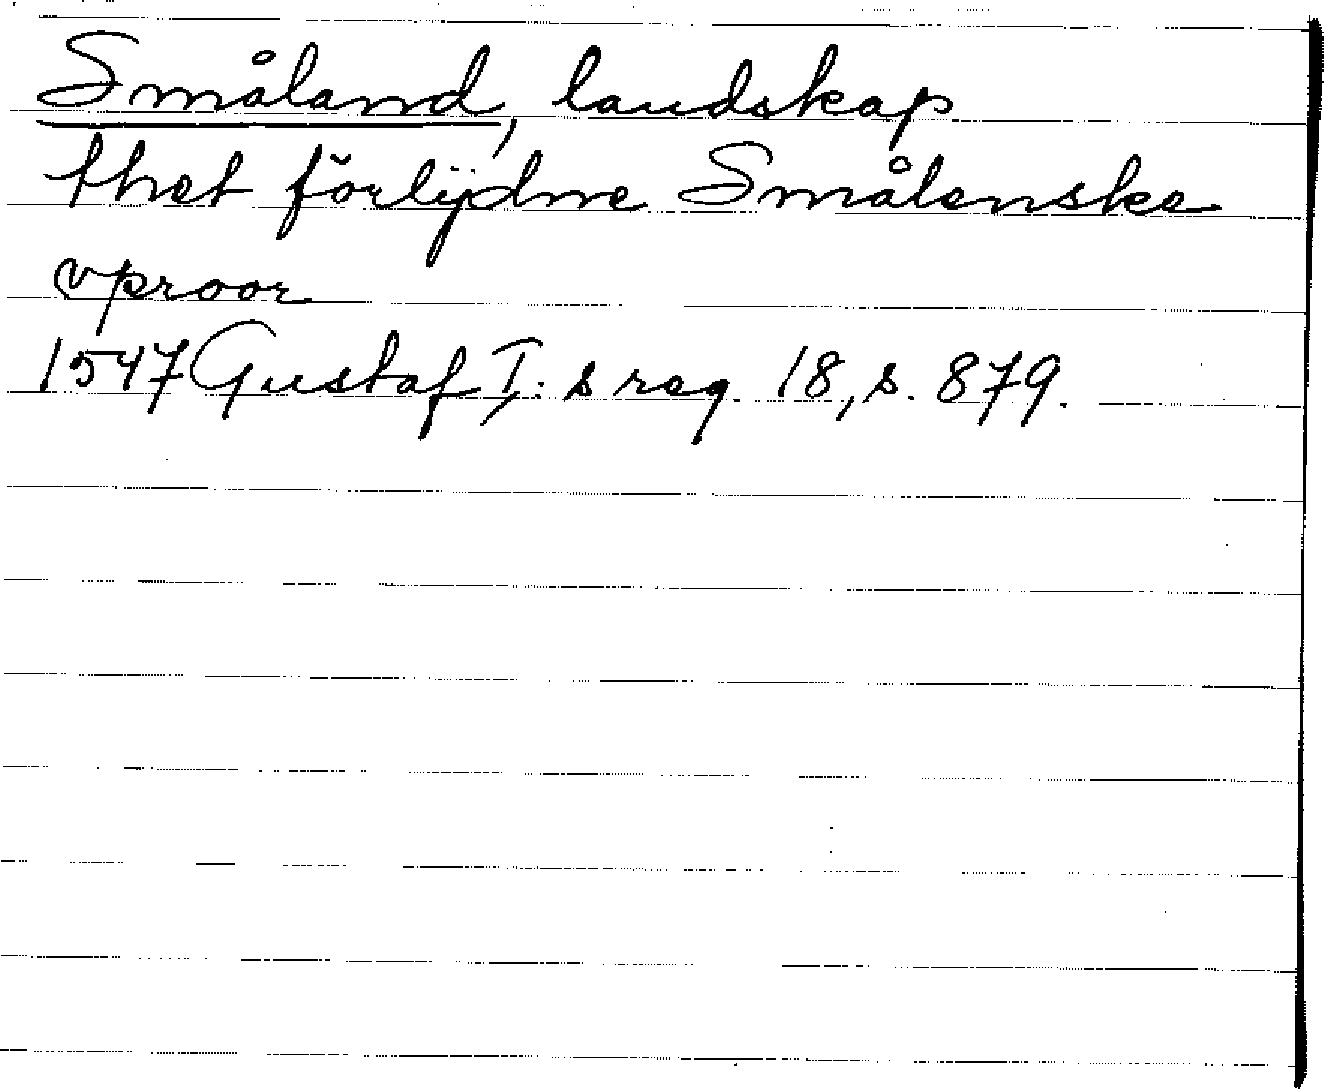 Småland, landskap
thet förlijdne Smålenske
vproor
1547 Gustaf I:s reg. 18, s. 879.